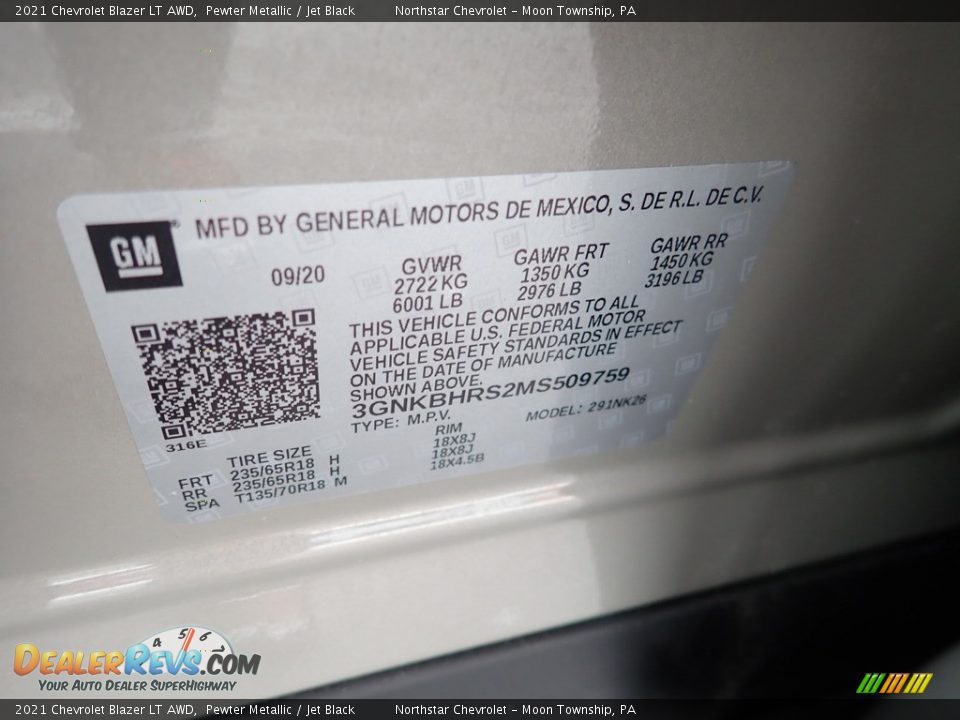 2021 Chevrolet Blazer LT AWD, Pewter Metallic / Jet Black Northstar Chevrolet – Moon Township, PA
GM MFD BY GENERAL MOTORS DE MEXICO, S. DE R.L. DE C.V.
09/20 GVWR GAWR FRT GAWR RR
2722 KG 1350 KG 1450 KG
6001 LB 2976 LB 3196 LB
THIS VEHICLE CONFORMS TO ALL
APPLICABLE U.S. FEDERAL MOTOR
VEHICLE SAFETY STANDARDS IN EFFECT
ON THE DATE OF MANUFACTURE
SHOWN ABOVE.
3GNKBHRS2MS509759
TYPE: M.P.V. MODEL: 291NK26
316E
TIRE SIZE RIM
FRT 235/65R18 H 18X8J
RR 235/65R18 H 18X8J
SPA T135/70R18 M 18X4.5B
4 5 6
DEALERREVS.COM
YOUR AUTO DEALER SUPERHIGHWAY
2021 Chevrolet Blazer LT AWD, Pewter Metallic / Jet Black Northstar Chevrolet – Moon Township, PA